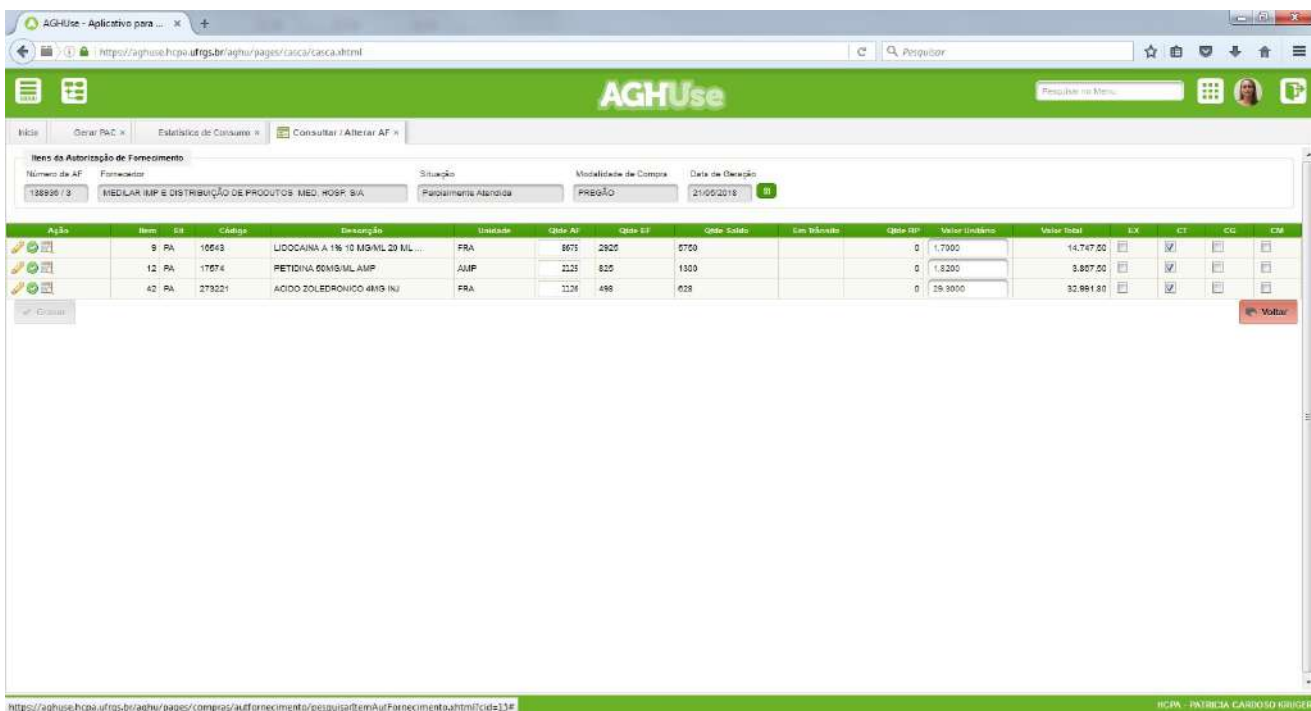 AGHUse - Aplicativo para ... × +
https://aghuse.hcpa.ufrgs.br/aghu/pages/casca/casca.xhtml Pesquisar
AGHUse Pesquisar no Menu
Início Gerar PAC × Estatística de Consumo × Consultar / Alterar AF ×
Itens da Autorização de Fornecimento
Número de AF Fornecedor Situação Modalidade de Compra Data de Geração
138936 / 3 MEDILAR IMP E DISTRIBUIÇÃO DE PRODUTOS MED. HOSP. S/A Parcialmente Atendida PREGÃO 21/05/2018
Ação Item Sit Código Descrição Unidade Qtde AF Qtde EF Qtde Saldo Em Trânsito Qtde RP Valor Unitário Valor Total EX CT CG CM
9 PA 16543 LIDOCAINA A 1% 10 MG/ML 20 ML ... FRA 8675 2925 5750 0 1,7000 14.747,50
12 PA 17574 PETIDINA 50MG/ML AMP AMP 2125 825 1300 0 1,8200 3.867,50
42 PA 273221 ACIDO ZOLEDRONICO 4MG INJ FRA 1126 498 628 0 29,3000 32.991,80
Gravar Voltar
https://aghuse.hcpa.ufrgs.br/aghu/pages/compras/autfornecimento/pesquisarItemAutFornecimento.xhtml?cid=13# HCPA - PATRICIA CARDOSO KRUGER